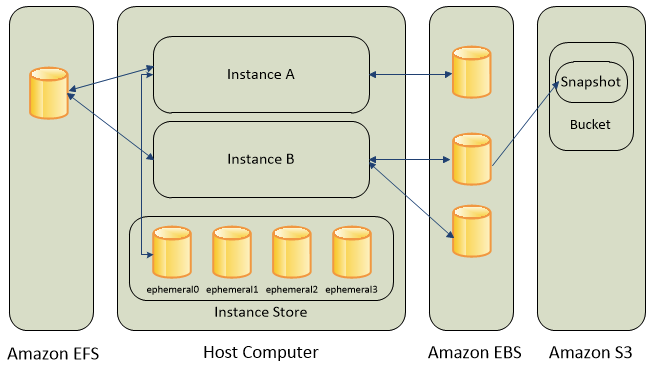 Instance A
Instance B
ephemeral0 ephemeral1 ephemeral2 ephemeral3
Instance Store
Snapshot
Bucket
Amazon EFS Host Computer Amazon EBS Amazon S3